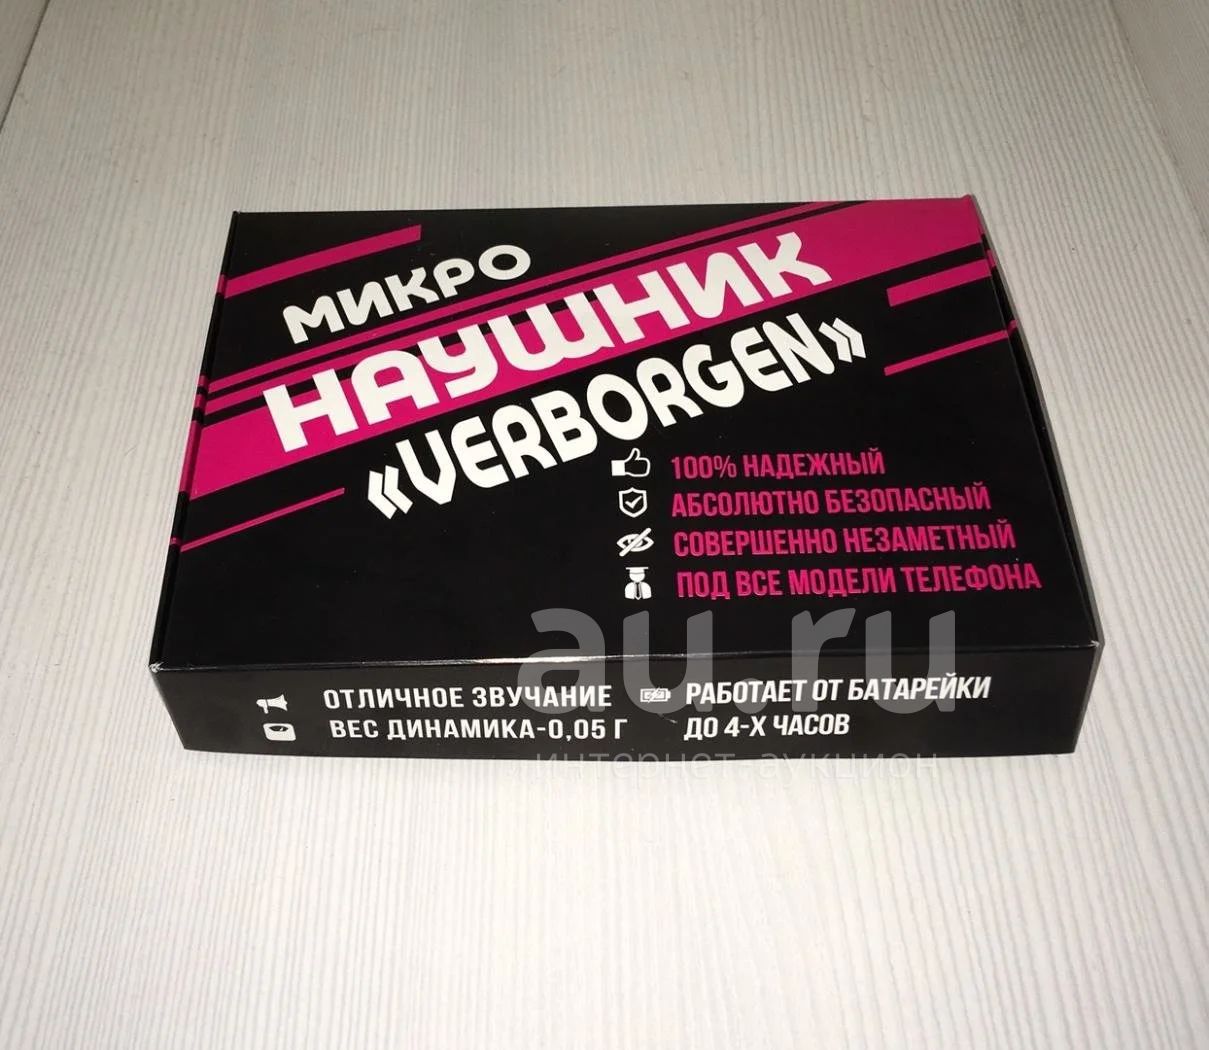 МИКРО
НАУШНИК
«VERBORGEN»
100% НАДЕЖНЫЙ
АБСОЛЮТНО БЕЗОПАСНЫЙ
СОВЕРШЕННО НЕЗАМЕТНЫЙ
ПОД ВСЕ МОДЕЛИ ТЕЛЕФОНА
ОТЛИЧНОЕ ЗВУЧАНИЕ
ВЕС ДИНАМИКА-0,05 Г
РАБОТАЕТ ОТ БАТАРЕЙКИ
ДО 4-Х ЧАСОВ
au.ru
интернет-аукцион